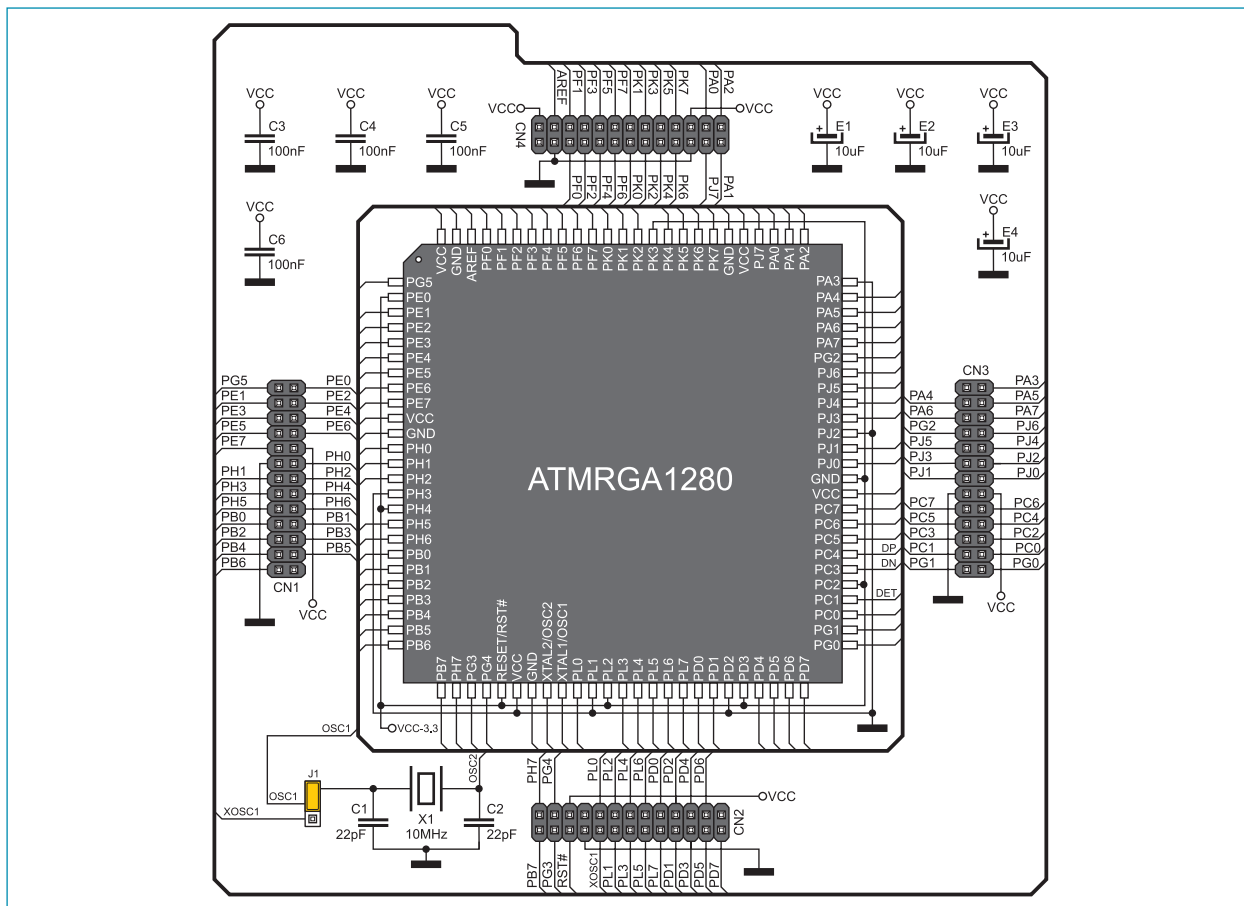 AREF PF1 PF3 PF5 PF7 PK1 PK3 PK5 PK7 PA0 PA2
VCC VCC
CN4
PF0 PF2 PF4 PF6 PK0 PK2 PK4 PK6 PJ7 PA1
VCC
C3
100nF
VCC
C4
100nF
VCC
C5
100nF
VCC
C6
100nF
VCC
E1
10uF
VCC
E2
10uF
VCC
E3
10uF
VCC
E4
10uF
VCC GND AREF PF0 PF1 PF2 PF3 PF4 PF5 PF6 PF7 PK0 PK1 PK2 PK3 PK4 PK5 PK6 PK7 GND VCC PJ7 PA0 PA1 PA2
PG5
PE0
PE1
PE2
PE3
PE4
PE5
PE6
PE7
VCC
GND
PH0
PH1
PH2
PH3
PH4
PH5
PH6
PB0
PB1
PB2
PB3
PB4
PB5
PB6
ATMRGA1280
PA3
PA4
PA5
PA6
PA7
PG2
PJ6
PJ5
PJ4
PJ3
PJ2
PJ1
PJ0
GND
VCC
PC7
PC6
PC5
PC4
PC3
PC2
PC1
PC0
PG1
PG0
DP
DN
DET
PB7 PH7 PG3 PG4 RESET/RST# VCC GND XTAL2/OSC2 XTAL1/OSC1 PL0 PL1 PL2 PL3 PL4 PL5 PL6 PL7 PD0 PD1 PD2 PD3 PD4 PD5 PD6 PD7
PG5 PE0
PE1 PE2
PE3 PE4
PE5 PE6
PE7
PH0
PH1 PH2
PH3 PH4
PH5 PH6
PB0 PB1
PB2 PB3
PB4 PB5
PB6
CN1
VCC
CN3
PA3
PA4 PA5
PA6 PA7
PG2 PJ6
PJ5 PJ4
PJ3 PJ2
PJ1 PJ0
PC7 PC6
PC5 PC4
PC3 PC2
PC1 PC0
PG1 PG0
VCC
VCC-3.3
OSC1
OSC2
J1
OSC1
XOSC1
C1
22pF
X1
10MHz
C2
22pF
PH7 PG4 PL0 PL2 PL4 PL6 PD0 PD2 PD4 PD6
VCC
CN2
PB7 PG3 RST# XOSC1 PL1 PL3 PL5 PL7 PD1 PD3 PD5 PD7